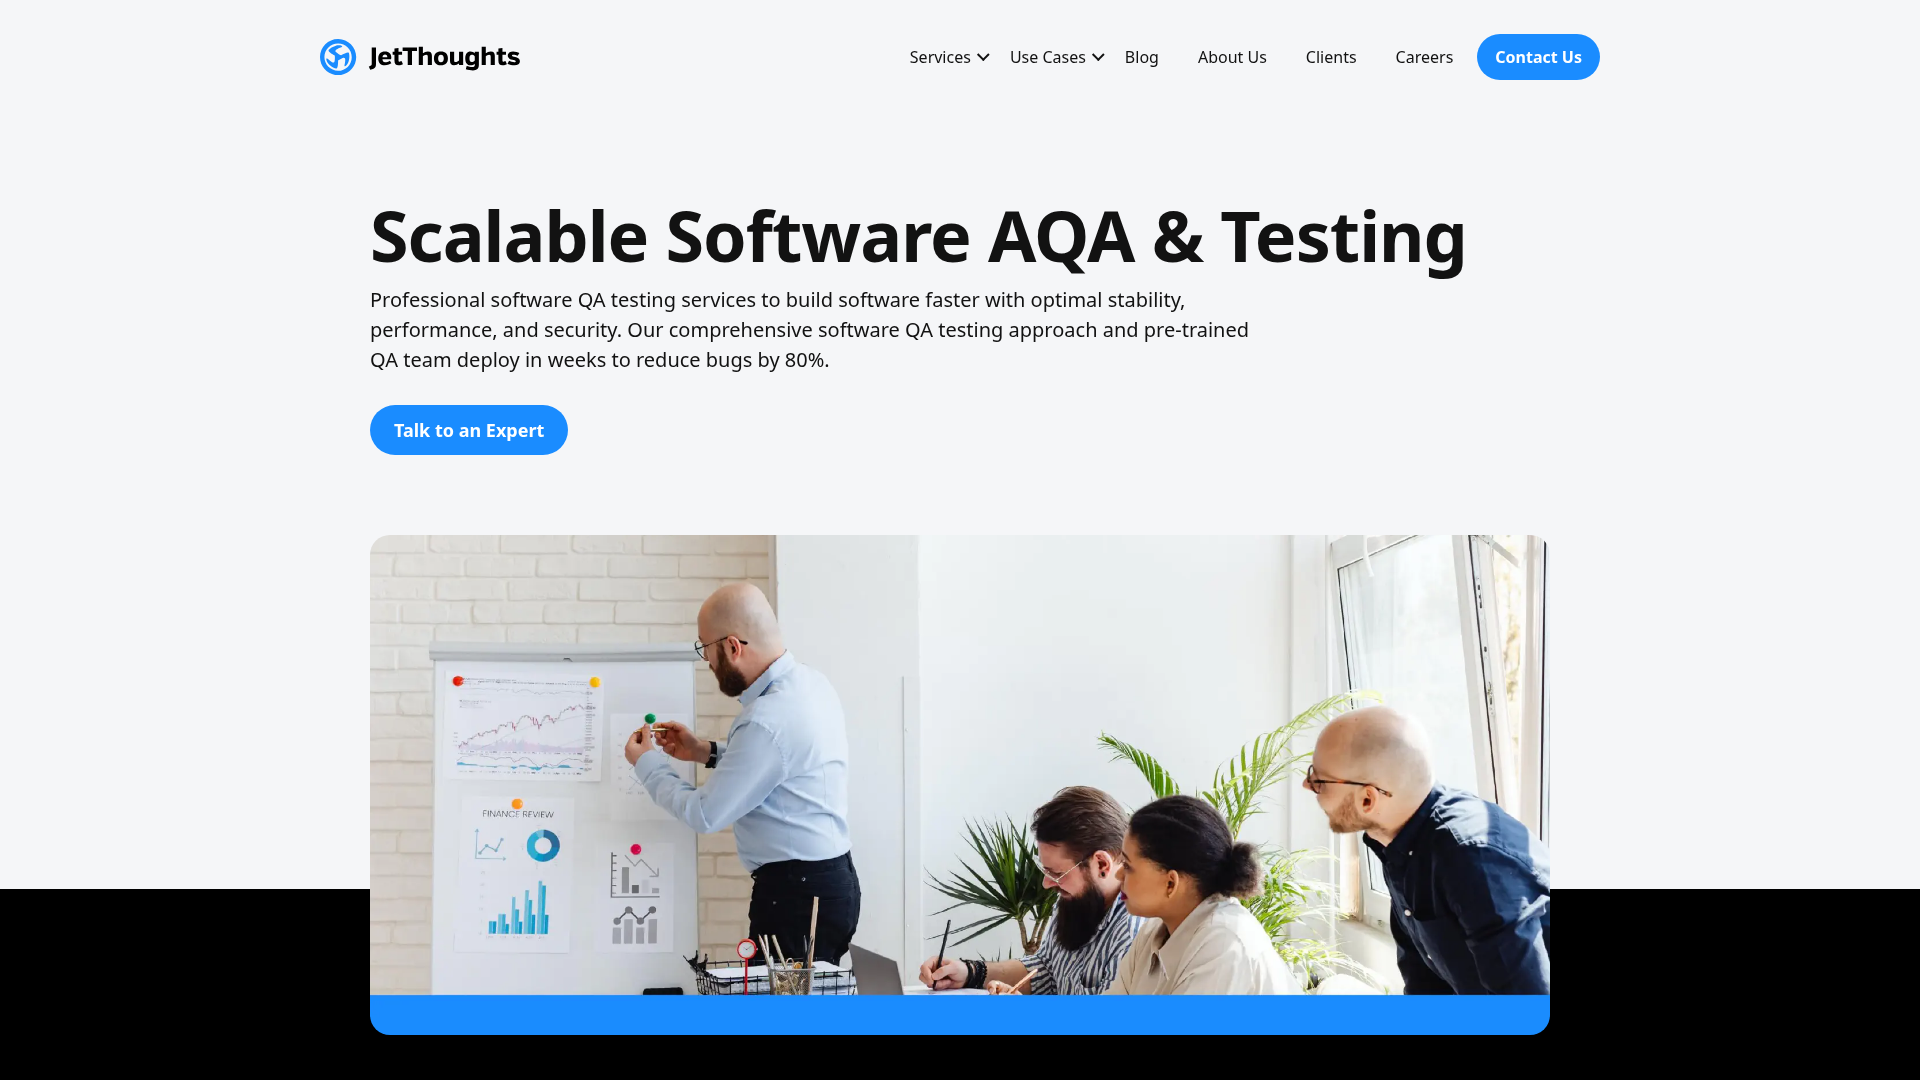 JetThoughts
Services
Use Cases
Blog
About Us
Clients
Careers
Contact Us
Scalable Software AQA & Testing
Professional software QA testing services to build software faster with optimal stability,
performance, and security. Our comprehensive software QA testing approach and pre-trained
QA team deploy in weeks to reduce bugs by 80%.
Talk to an Expert
FINANCE REVIEW